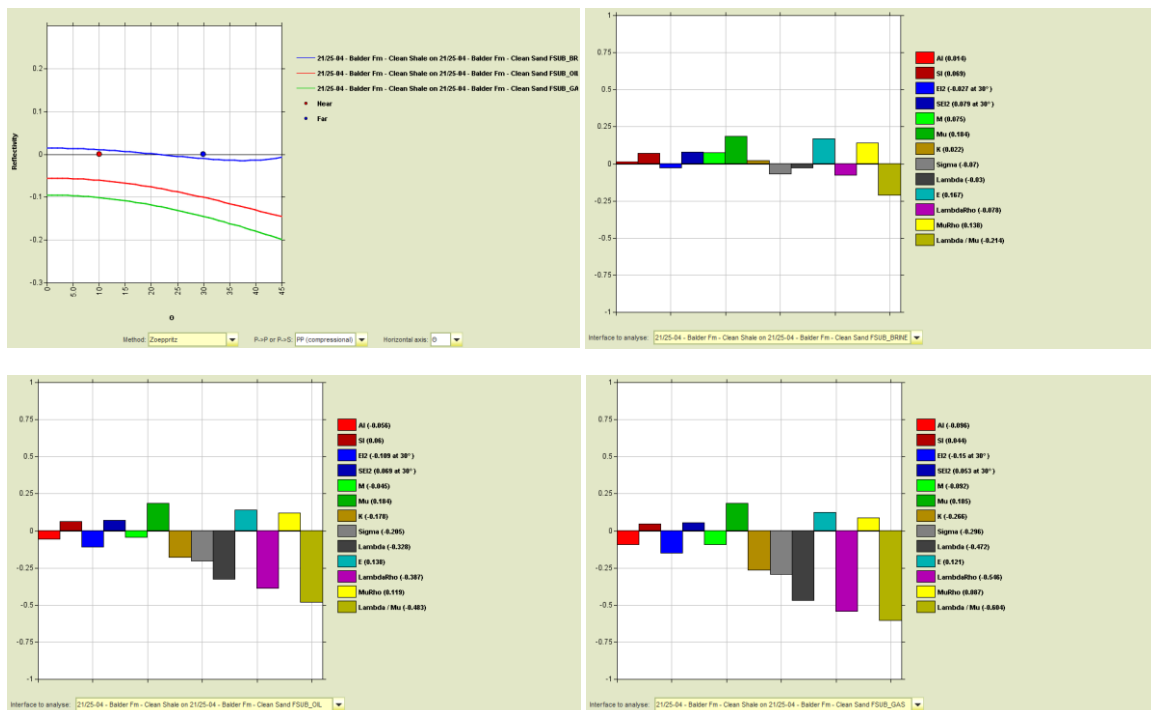 0.2
0.1
0
-0.1
-0.2
-0.3
Reflectivity
0
5.0
10
15
20
25
30
35
40
45
Θ
21/25-04 - Balder Fm - Clean Shale on 21/25-04 - Balder Fm - Clean Sand FSUB_BR
21/25-04 - Balder Fm - Clean Shale on 21/25-04 - Balder Fm - Clean Sand FSUB_OIL
21/25-04 - Balder Fm - Clean Shale on 21/25-04 - Balder Fm - Clean Sand FSUB_GA
Near
Far
Method: Zoeppritz P->P or P->S: PP (compressional) Horizontal axis: Θ
1
0.75
0.5
0.25
0
-0.25
-0.5
-0.75
-1
AI (0.014)
SI (0.069)
EI2 (-0.027 at 30°)
SEI2 (0.079 at 30°)
M (0.075)
Mu (0.184)
K (0.022)
Sigma (-0.07)
Lambda (-0.03)
E (0.167)
LambdaRho (-0.078)
MuRho (0.138)
Lambda / Mu (-0.214)
Interface to analyse: 21/25-04 - Balder Fm - Clean Shale on 21/25-04 - Balder Fm - Clean Sand FSUB_BRINE
1
0.75
0.5
0.25
0
-0.25
-0.5
-0.75
-1
AI (-0.056)
SI (0.06)
EI2 (-0.109 at 30°)
SEI2 (0.069 at 30°)
M (-0.045)
Mu (0.184)
K (-0.178)
Sigma (-0.205)
Lambda (-0.328)
E (0.138)
LambdaRho (-0.387)
MuRho (0.119)
Lambda / Mu (-0.483)
Interface to analyse: 21/25-04 - Balder Fm - Clean Shale on 21/25-04 - Balder Fm - Clean Sand FSUB_OIL
1
0.75
0.5
0.25
0
-0.25
-0.5
-0.75
-1
AI (-0.096)
SI (0.044)
EI2 (-0.15 at 30°)
SEI2 (0.053 at 30°)
M (-0.092)
Mu (0.185)
K (-0.266)
Sigma (-0.296)
Lambda (-0.472)
E (0.121)
LambdaRho (-0.546)
MuRho (0.087)
Lambda / Mu (-0.604)
Interface to analyse: 21/25-04 - Balder Fm - Clean Shale on 21/25-04 - Balder Fm - Clean Sand FSUB_GAS